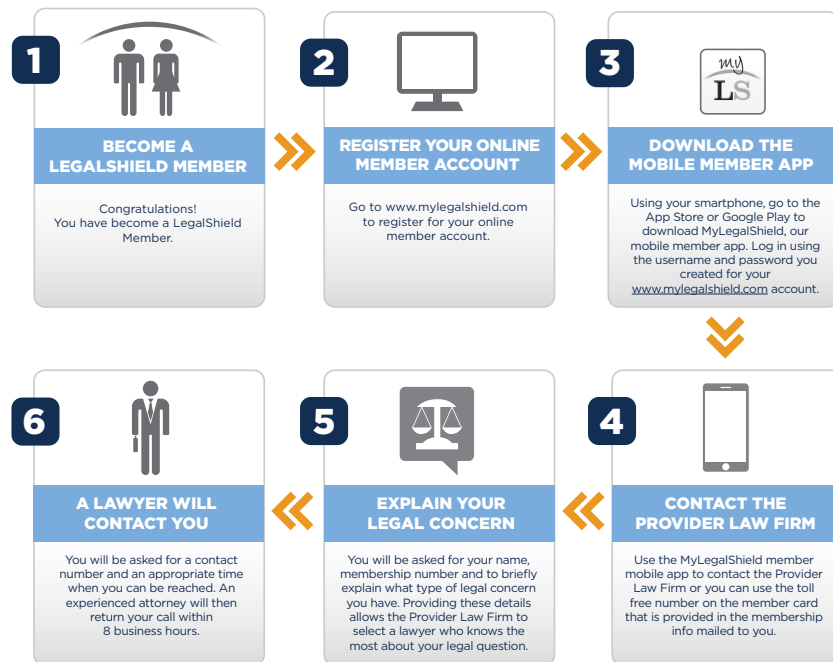 1
BECOME A
LEGALSHIELD MEMBER
Congratulations!
You have become a LegalShield
Member.
2
REGISTER YOUR ONLINE
MEMBER ACCOUNT
Go to www.mylegalshield.com
to register for your online
member account.
3
my
LS
DOWNLOAD THE
MOBILE MEMBER APP
Using your smartphone, go to the
App Store or Google Play to
download MyLegalShield, our
mobile member app. Log in using
the username and password you
created for your
www.mylegalshield.com account.
4
CONTACT THE
PROVIDER LAW FIRM
Use the MyLegalShield member
mobile app to contact the Provider
Law Firm or you can use the toll
free number on the member card
that is provided in the membership
info mailed to you.
5
EXPLAIN YOUR
LEGAL CONCERN
You will be asked for your name,
membership number and to briefly
explain what type of legal concern
you have. Providing these details
allows the Provider Law Firm to
select a lawyer who knows the
most about your legal question.
6
A LAWYER WILL
CONTACT YOU
You will be asked for a contact
number and an appropriate time
when you can be reached. An
experienced attorney will then
return your call within
8 business hours.